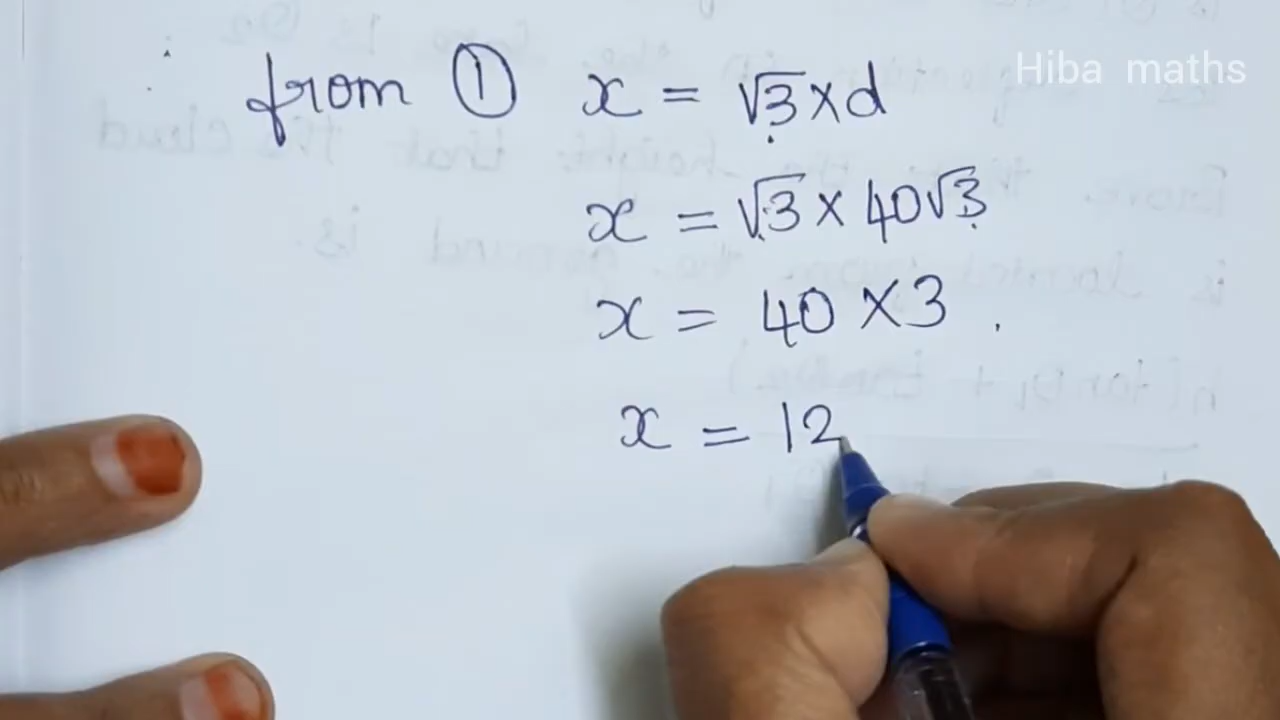 Hiba maths
from ① x = √3 × d
x = √3 × 40√3
x = 40 × 3
x = 12